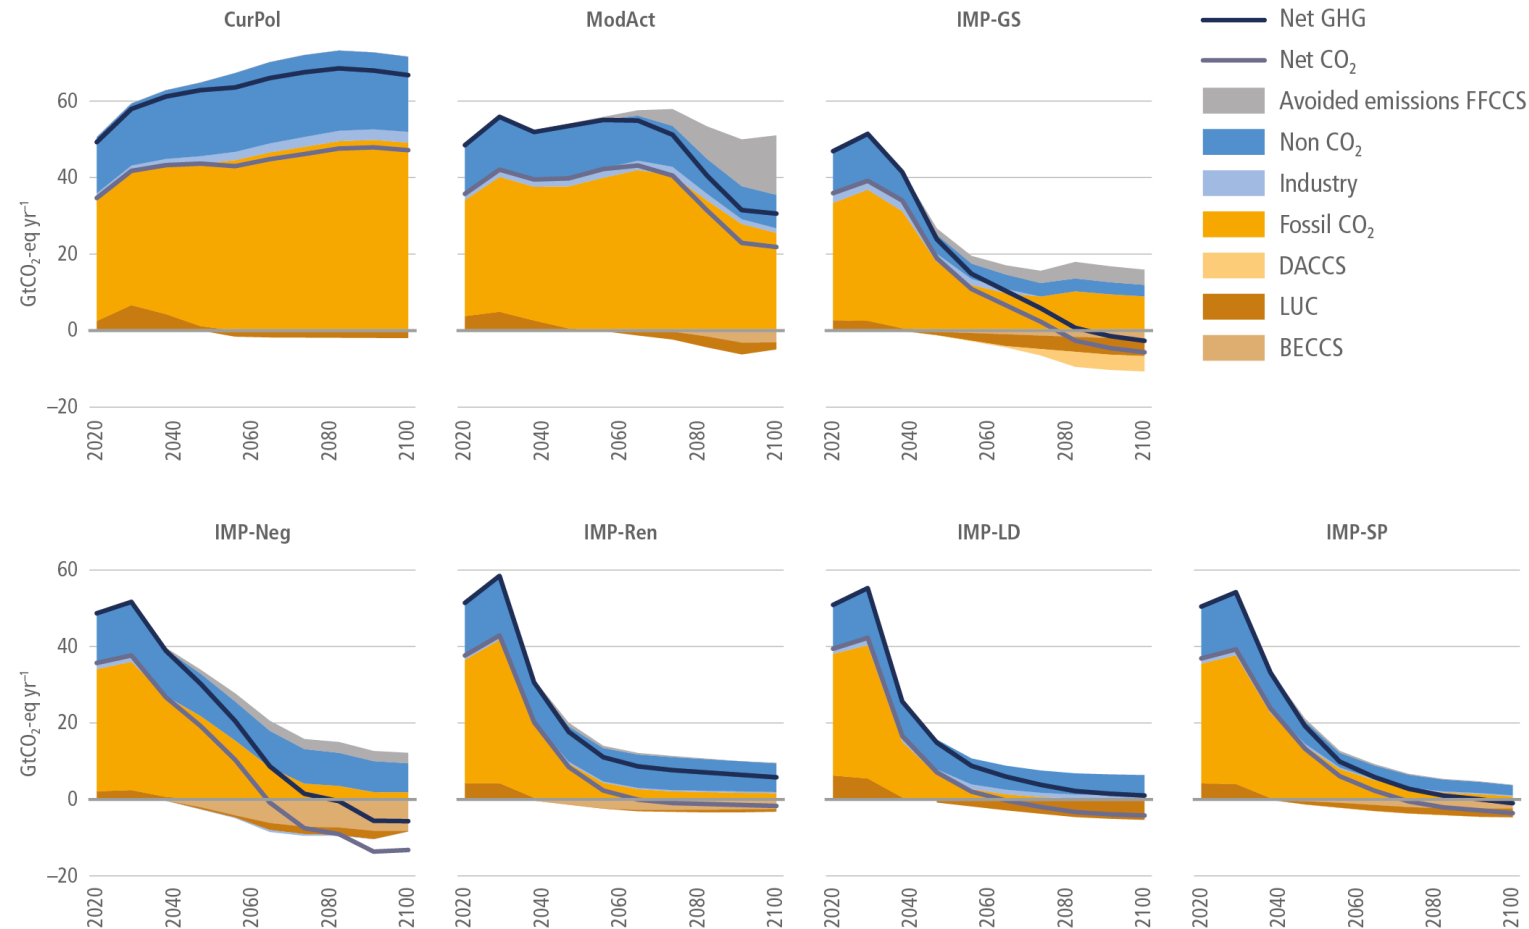 CurPol
ModAct
IMP-GS
Net GHG
Net CO₂
Avoided emissions FFCCS
Non CO₂
Industry
Fossil CO₂
DACCS
LUC
BECCS
GtCO₂-eq yr⁻¹
60
40
20
0
–20
2020 2040 2060 2080 2100
2020 2040 2060 2080 2100
2020 2040 2060 2080 2100
IMP-Neg
IMP-Ren
IMP-LD
IMP-SP
GtCO₂-eq yr⁻¹
60
40
20
0
–20
2020 2040 2060 2080 2100
2020 2040 2060 2080 2100
2020 2040 2060 2080 2100
2020 2040 2060 2080 2100